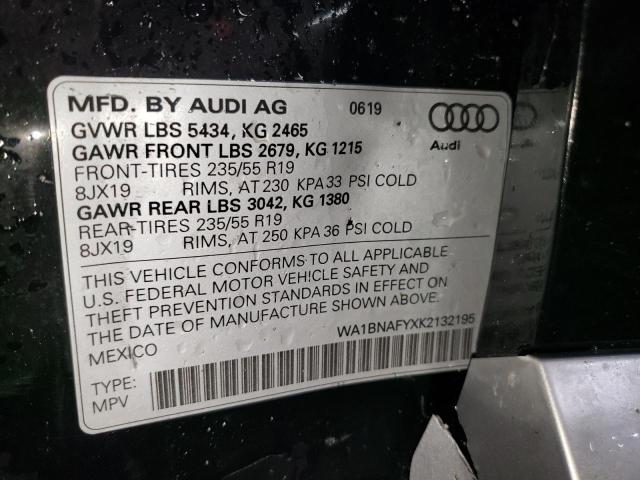 MFD. BY AUDI AG 0619
Audi
GVWR LBS 5434, KG 2465
GAWR FRONT LBS 2679, KG 1215
FRONT-TIRES 235/55 R19
8JX19 RIMS, AT 230 KPA 33 PSI COLD
GAWR REAR LBS 3042, KG 1380
REAR-TIRES 235/55 R19
8JX19 RIMS, AT 250 KPA 36 PSI COLD
THIS VEHICLE CONFORMS TO ALL APPLICABLE
U.S. FEDERAL MOTOR VEHICLE SAFETY AND
THEFT PREVENTION STANDARDS IN EFFECT ON
THE DATE OF MANUFACTURE SHOWN ABOVE.
MEXICO WA1BNAFYXK2132195
TYPE:
MPV